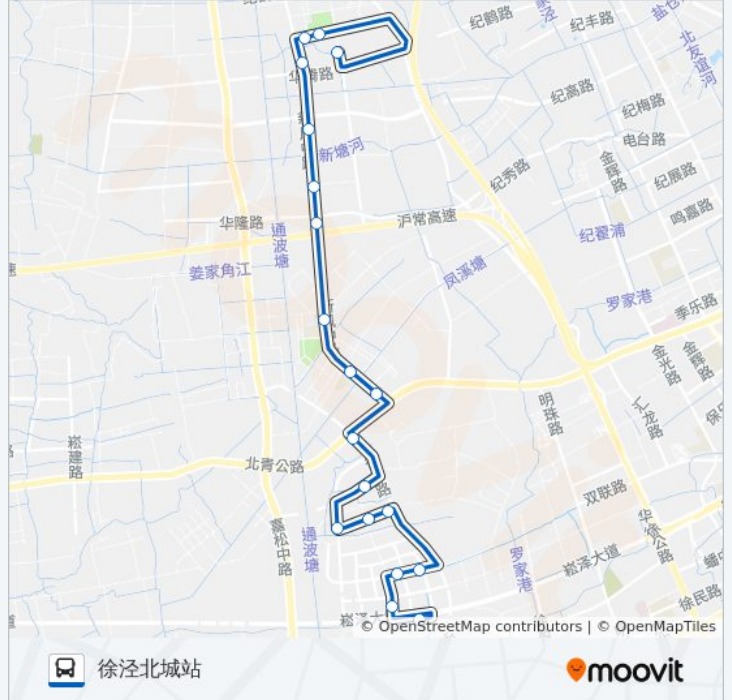 纪鹤路
纪丰路
盐仓
北友谊河
华腾路
纪高路
纪梅路
新塘河
电台路
金辉路
纪秀路
纪展路
华隆路
通波塘
沪常高速
鸣嘉路
纪翟浦
姜家角江
凤溪塘
罗家港
季乐路
金光路
金辉路
明珠路
汇龙路
崧建路
北青公路
路
双联路
嘉松中路
通波塘
华徐公路
罗家港
崧泽大道
徐民路
崧泽大
© OpenStreetMap contributors | © OpenMapTiles
徐泾北城站
moovit